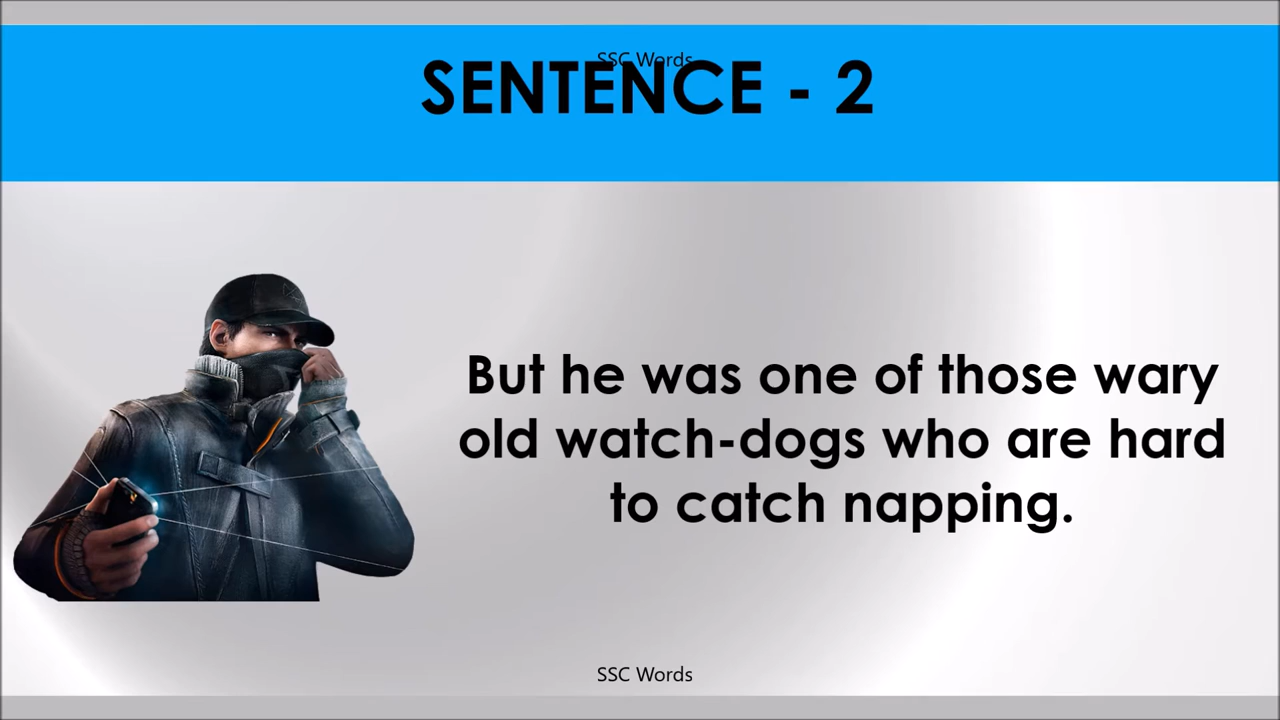 SSC Words
SENTENCE - 2
But he was one of those wary
old watch-dogs who are hard
to catch napping.
SSC Words